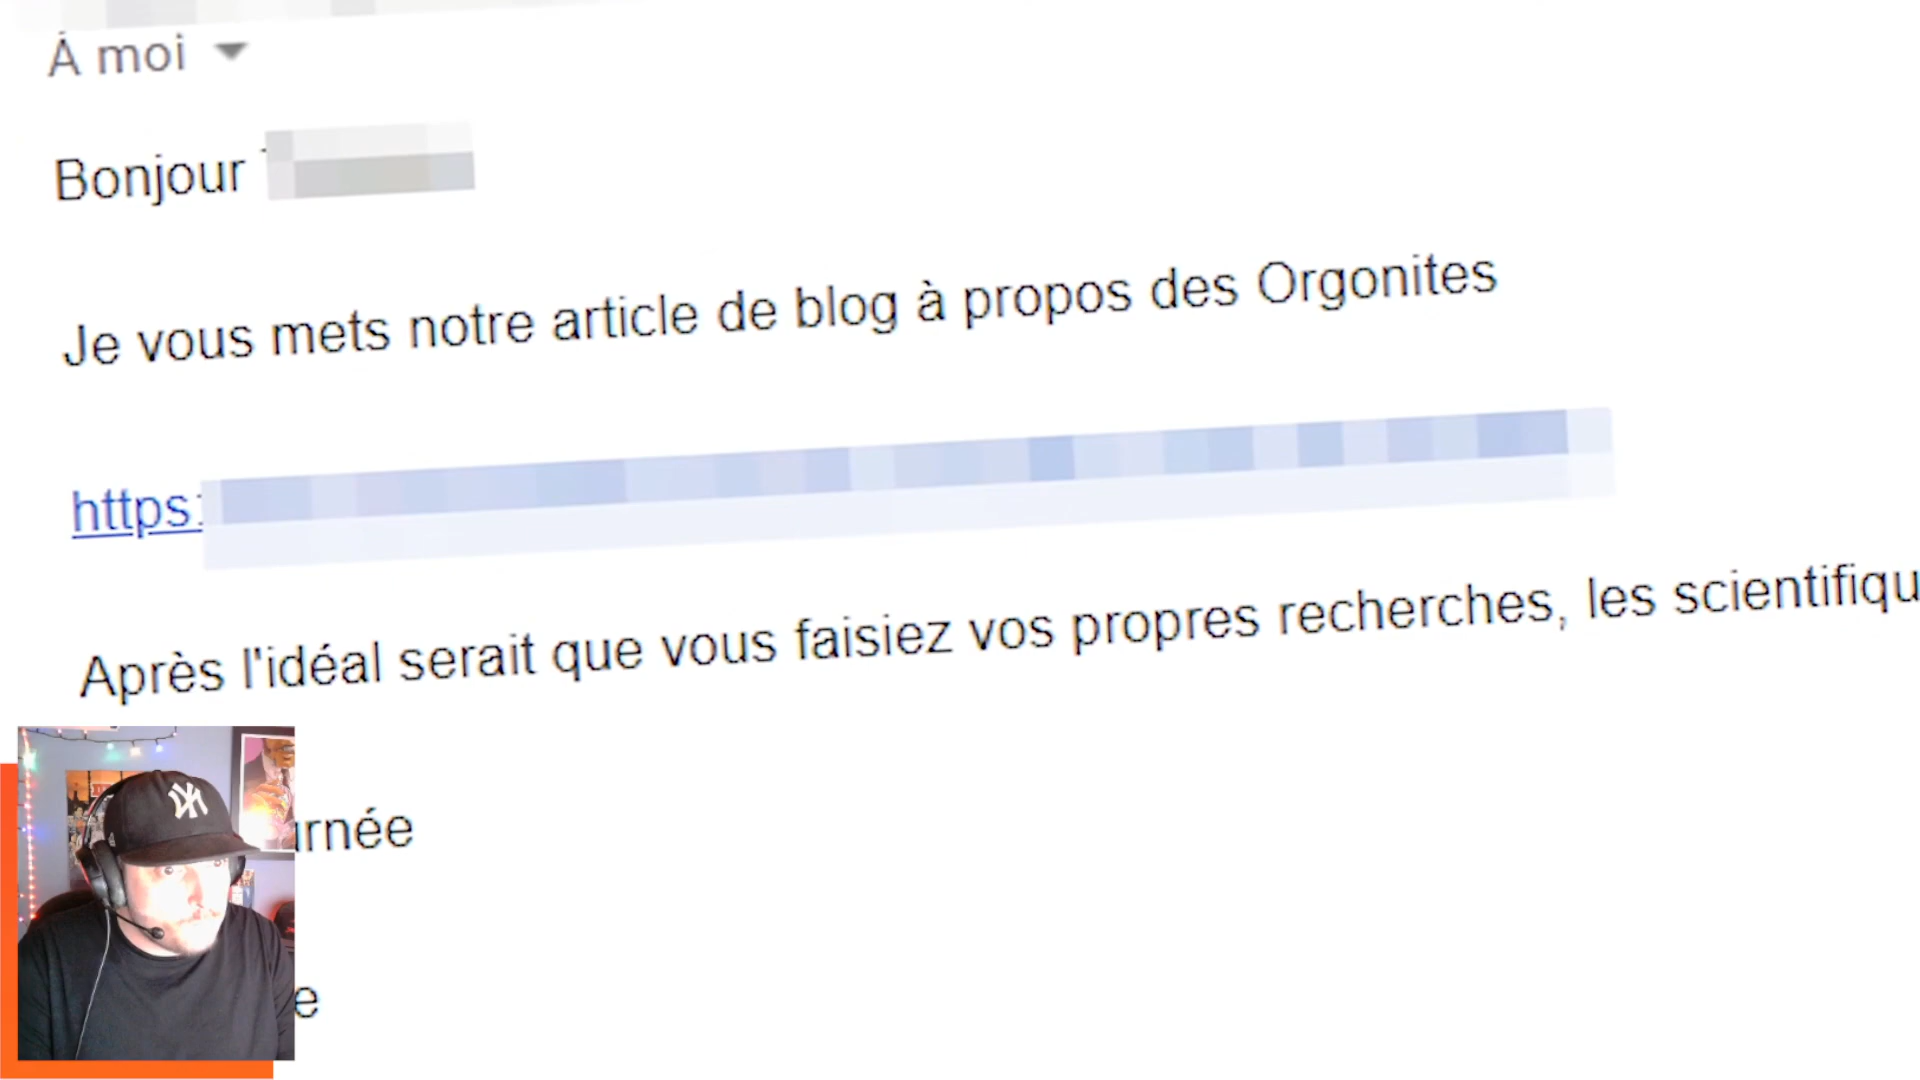 À moi
Bonjour
Je vous mets notre article de blog à propos des Orgonites
https:
Après l'idéal serait que vous faisiez vos propres recherches, les scientifiqu
urnée
e